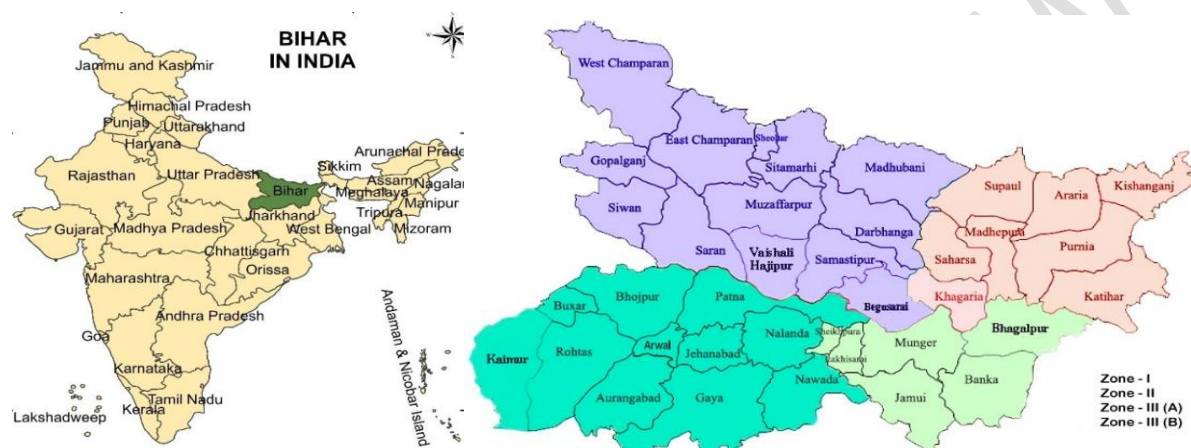 BIHAR
IN INDIA
Jammu and Kashmir
Himachal Pradesh
Punjab
Uttarakhand
Haryana
Rajasthan
Uttar Pradesh
Bihar
Sikkim
Arunachal Prade
Assam
Nagalan
Meghalaya
Manipur
Tripura
Mizoram
Jharkhand
West Bengal
Gujarat
Madhya Pradesh
Chhattisgarh
Orissa
Maharashtra
Andhra Pradesh
Goa
Karnataka
Tamil Nadu
Kerala
Lakshadweep
Andaman & Nicobar Island
West Champaran
East Champaran
Sheohar
Sitamarhi
Madhubani
Gopalganj
Siwan
Muzaffarpur
Darbhanga
Saran
Vaishali
Hajipur
Samastipur
Begusarai
Supaul
Araria
Kishanganj
Madhepura
Saharsa
Purnia
Khagaria
Katihar
Buxar
Bhojpur
Patna
Kaimur
Rohtas
Arwal
Jehanabad
Nalanda
Sheikhpura
Lakhisarai
Munger
Bhagalpur
Aurangabad
Gaya
Nawada
Jamui
Banka
Zone - I
Zone - II
Zone - III (A)
Zone - III (B)